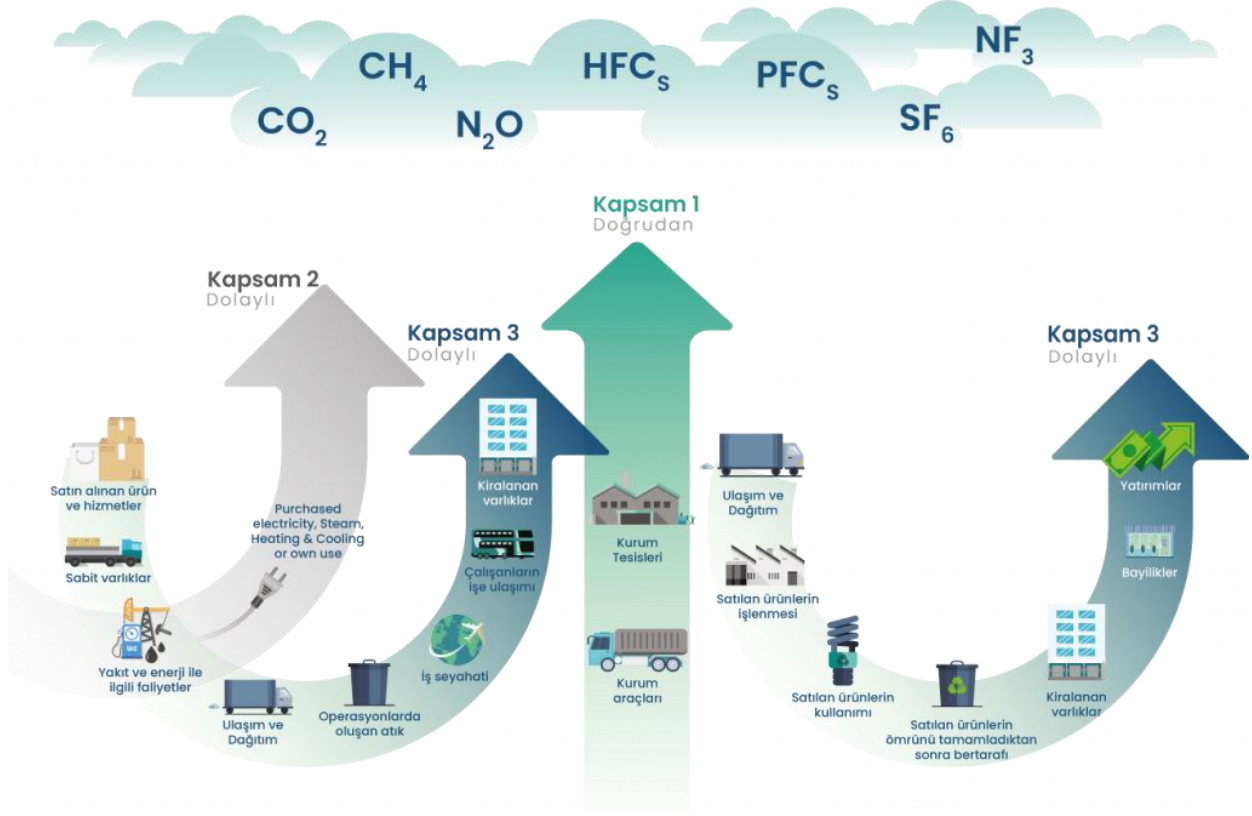 CO₂
CH₄
N₂O
HFCₛ
PFCₛ
SF₆
NF₃
Kapsam 2
Dolaylı
Kapsam 3
Dolaylı
Kapsam 1
Doğrudan
Kapsam 3
Dolaylı
Satın alınan ürün
ve hizmetler
Sabit varlıklar
GAS
Yakıt ve enerji ile
ilgili faliyetler
Purchased
electricity, Steam,
Heating & Cooling
or own use
Ulaşım ve
Dağıtım
Operasyonlarda
oluşan atık
İş seyahati
Çalışanların
işe ulaşımı
Kiralanan
varlıklar
Kurum
Tesisleri
Kurum
araçları
Ulaşım ve
Dağıtım
Satılan ürünlerin
işlenmesi
Satılan ürünlerin
kullanımı
Satılan ürünlerin
ömrünü tamamladıktan
sonra bertarafı
Kiralanan
varlıklar
Bayilikler
Yatırımlar